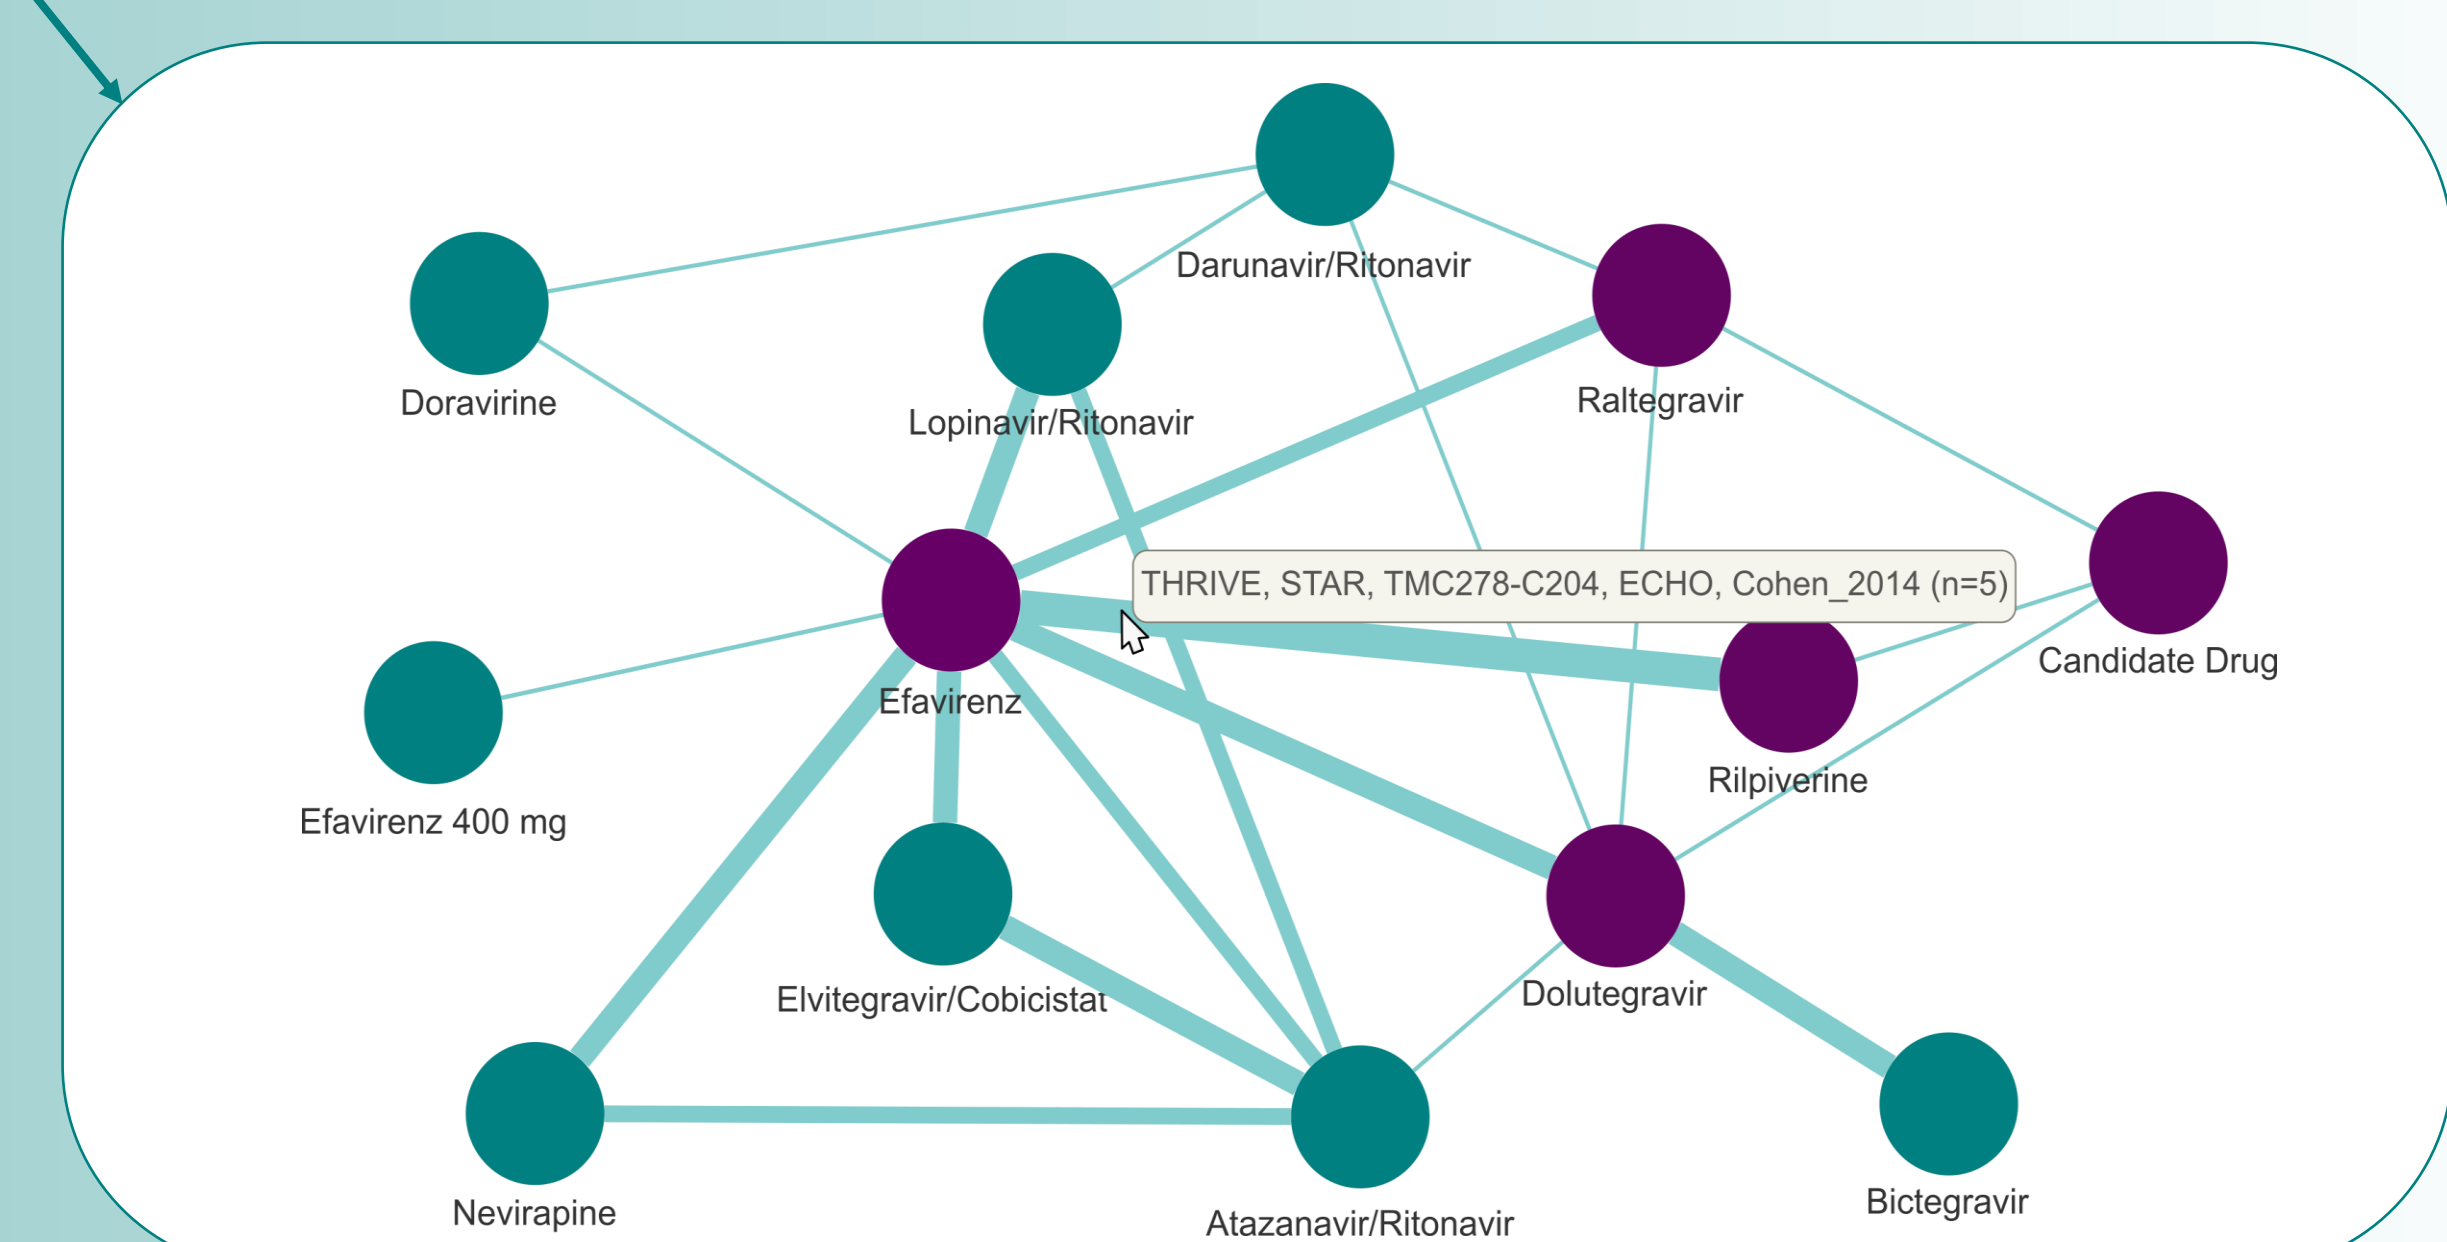 Darunavir/Ritonavir
Doravirine
Lopinavir/Ritonavir
Raltegravir
THRIVE, STAR, TMC278-C204, ECHO, Cohen_2014 (n=5)
Candidate Drug
Efavirenz
Rilpiverine
Efavirenz 400 mg
Elvitegravir/Cobicistat
Dolutegravir
Nevirapine
Atazanavir/Ritonavir
Bictegravir